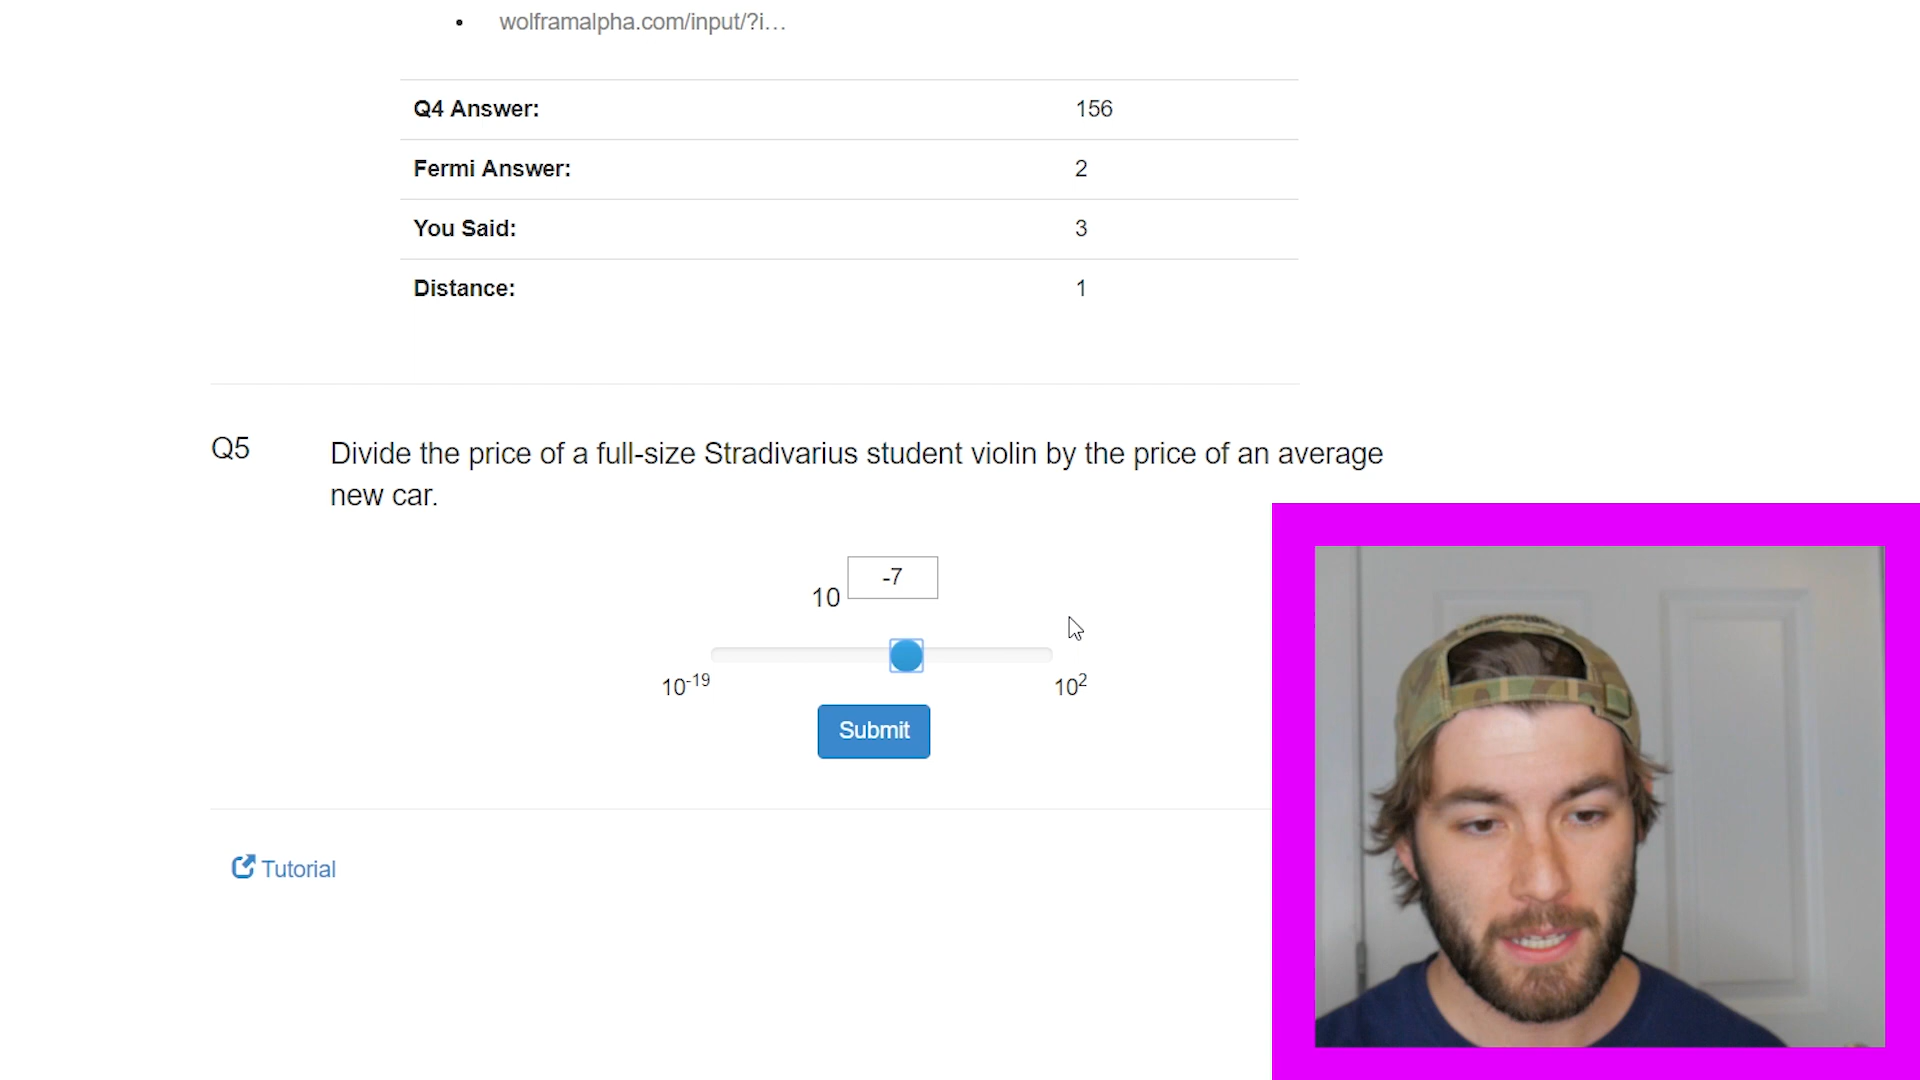 • wolframalpha.com/input/?i...
Q4 Answer: 156
Fermi Answer: 2
You Said: 3
Distance: 1
Q5 Divide the price of a full-size Stradivarius student violin by the price of an average
new car.
10 -7
10-19 102
Submit
Tutorial